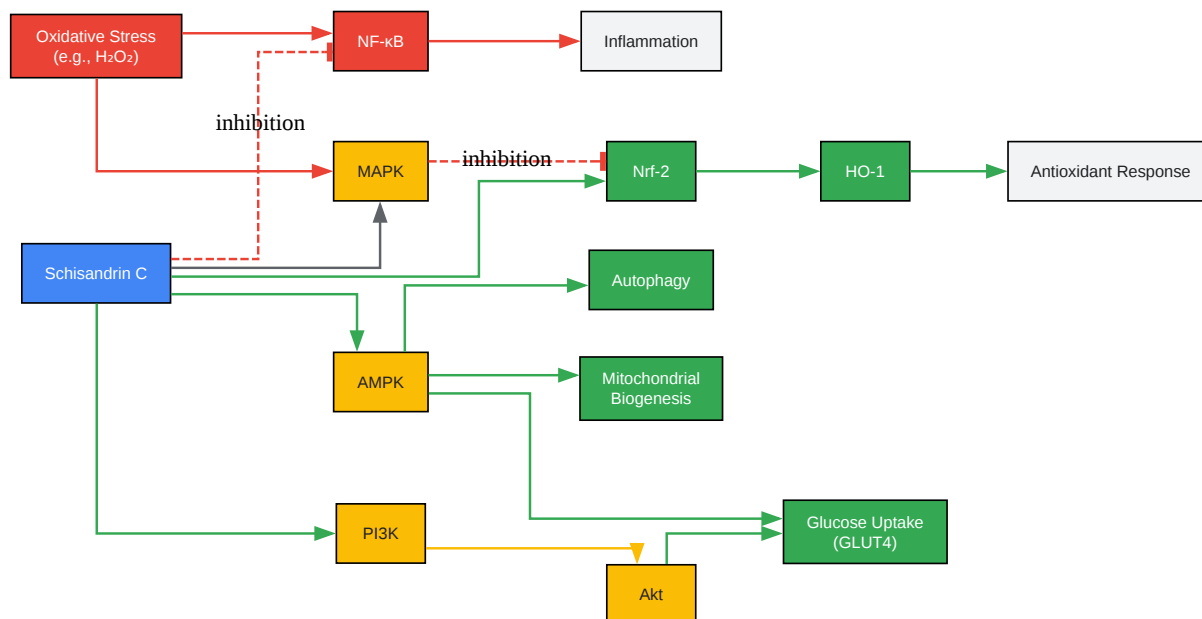 Oxidative Stress
(e.g., H₂O₂)
NF-κB
Inflammation
inhibition
MAPK
inhibition
Nrf-2
HO-1
Antioxidant Response
Schisandrin C
Autophagy
AMPK
Mitochondrial
Biogenesis
PI3K
Glucose Uptake
(GLUT4)
Akt